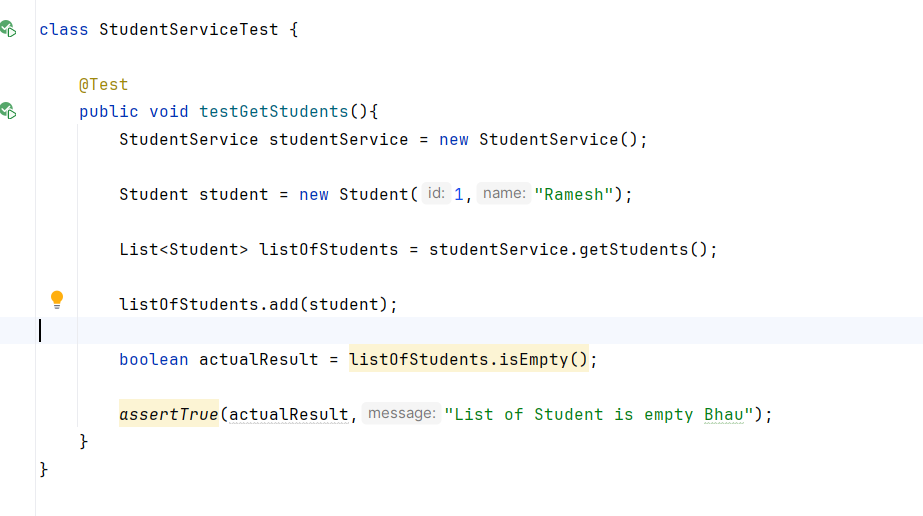 class StudentServiceTest {
@Test
public void testGetStudents(){
StudentService studentService = new StudentService();
Student student = new Student( id: 1, name: "Ramesh");
List<Student> listOfStudents = studentService.getStudents();
listOfStudents.add(student);
boolean actualResult = listOfStudents.isEmpty();
assertTrue(actualResult, message: "List of Student is empty Bhau");
}
}